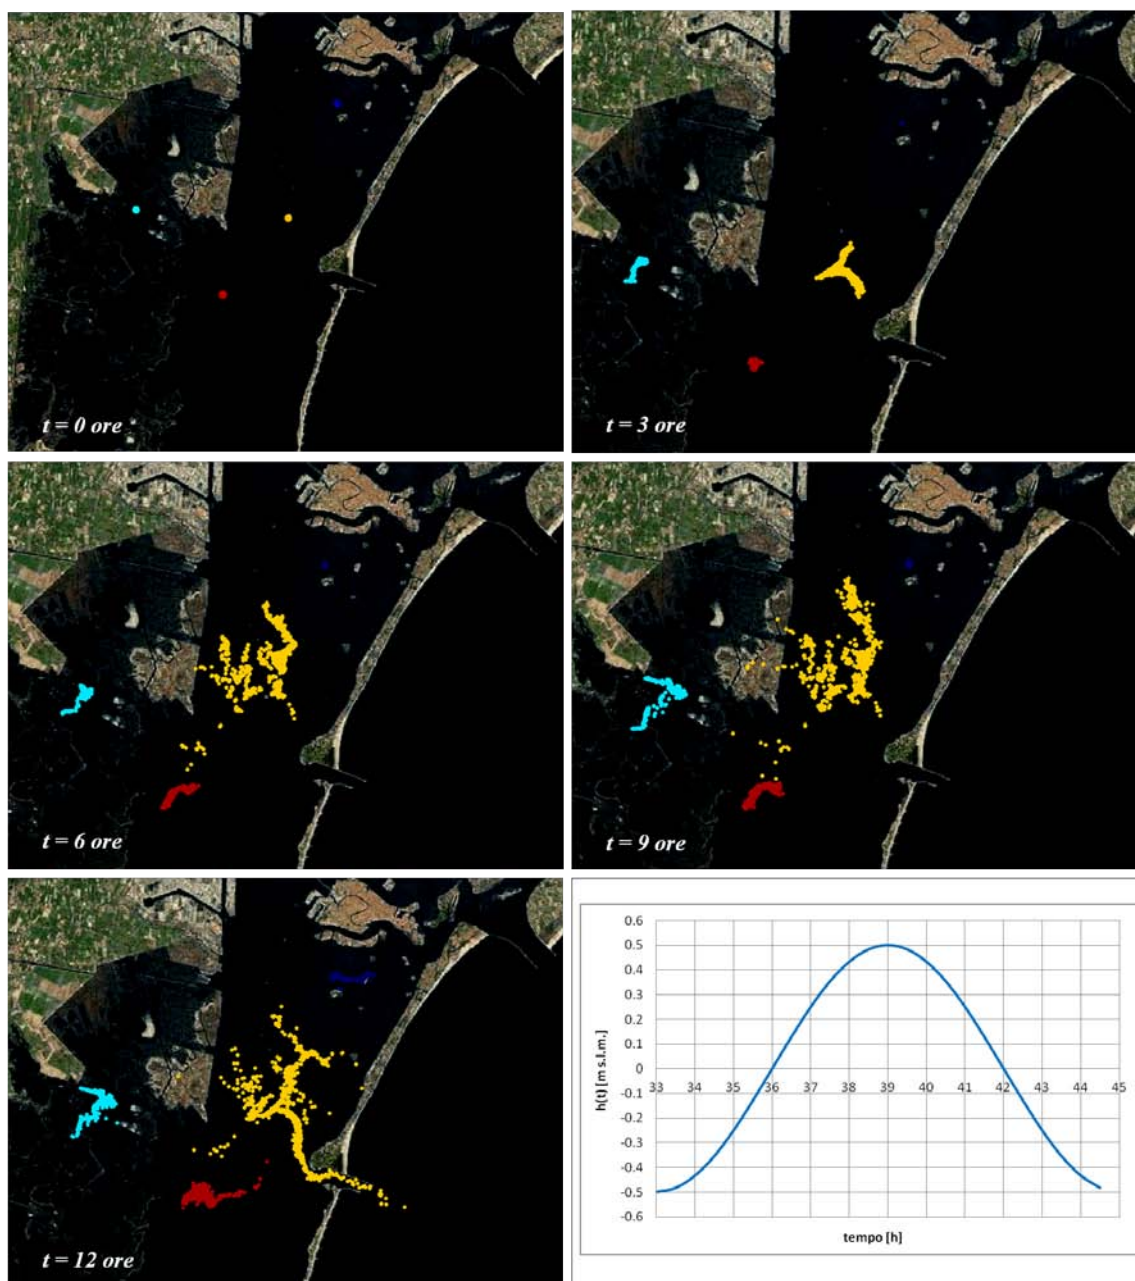 t = 0 ore
t = 3 ore
t = 6 ore
t = 9 ore
t = 12 ore
0.6
0.5
0.4
0.3
0.2
0.1
0
-0.1
-0.2
-0.3
-0.4
-0.5
-0.6
h(t) [m s.l.m.]
33 34 35 36 37 38 39 40 41 42 43 44 45
tempo [h]